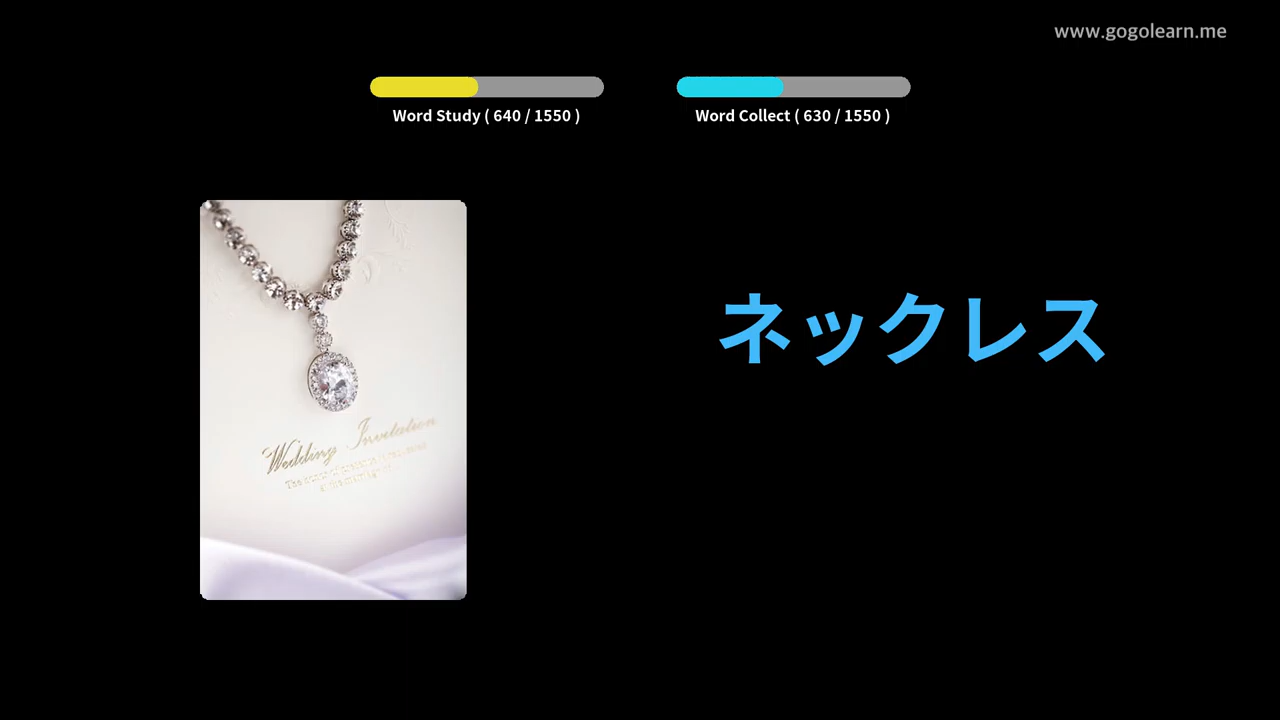 www.gogolearn.me
Word Study ( 640 / 1550 )
Word Collect ( 630 / 1550 )
ネックレス
Wedding Invitation